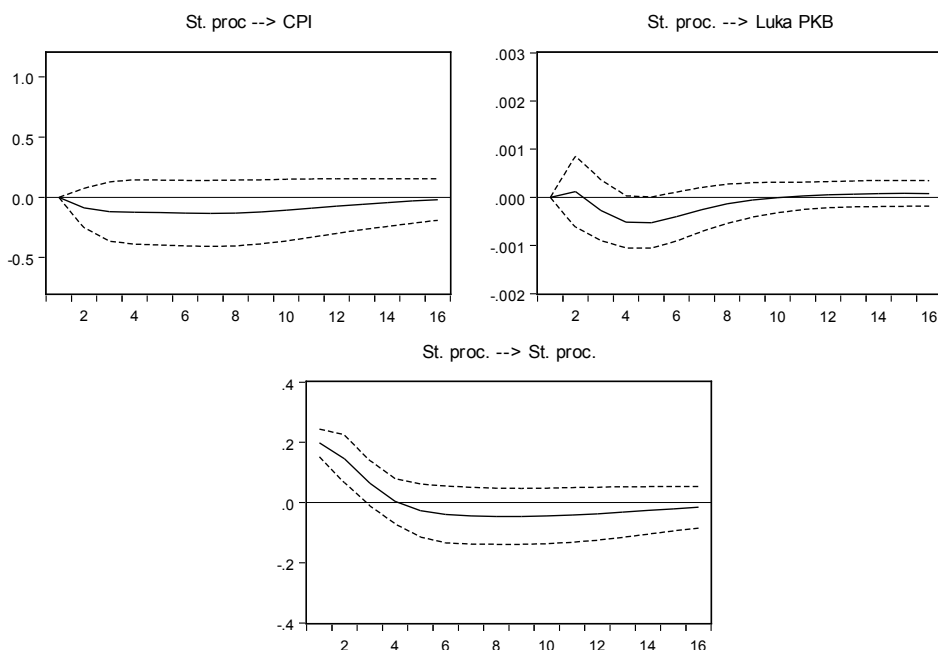 St. proc --> CPI
1.0
0.5
0.0
-0.5
2 4 6 8 10 12 14 16
St. proc. --> Luka PKB
.003
.002
.001
.000
-.001
-.002
2 4 6 8 10 12 14 16
St. proc. --> St. proc.
.4
.2
.0
-.2
-.4
2 4 6 8 10 12 14 16